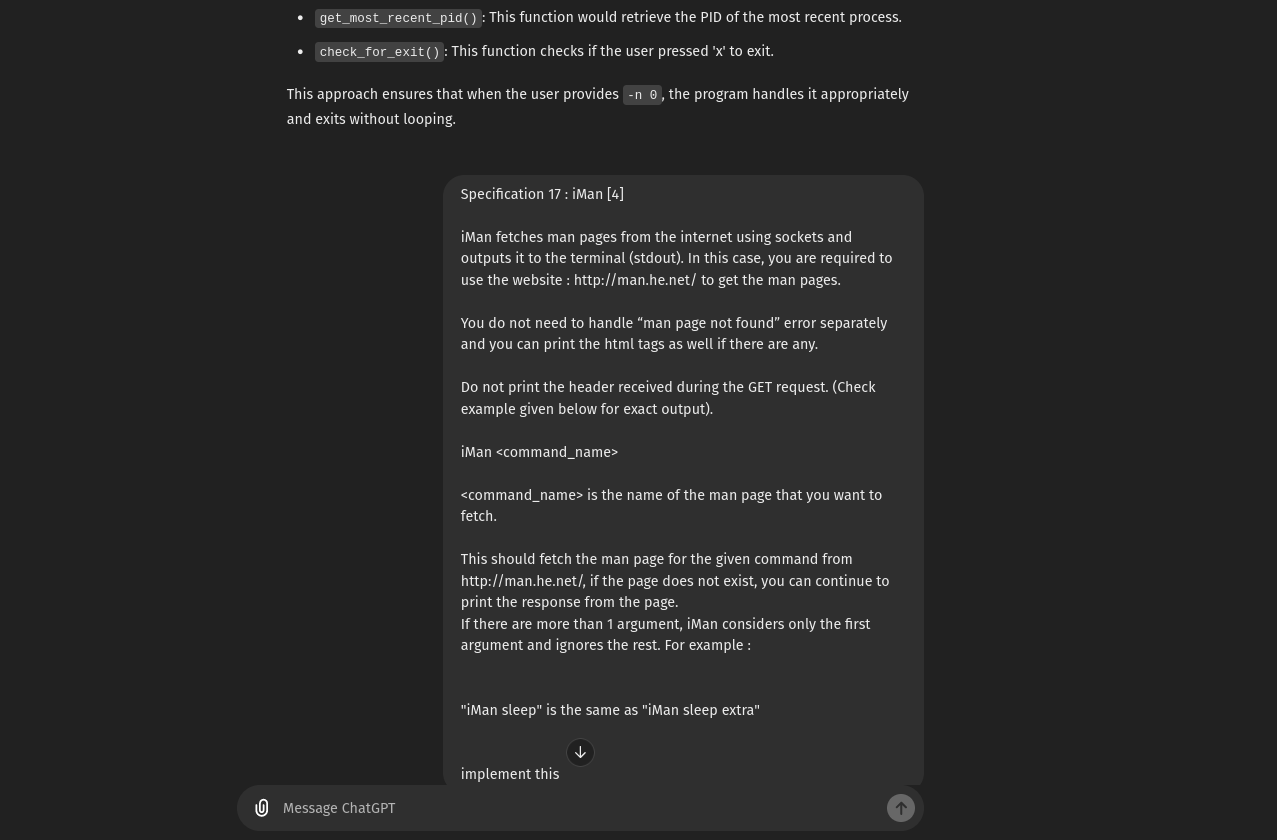 • get_most_recent_pid(): This function would retrieve the PID of the most recent process.
• check_for_exit(): This function checks if the user pressed 'x' to exit.
This approach ensures that when the user provides -n 0, the program handles it appropriately
and exits without looping.
Specification 17 : iMan [4]
iMan fetches man pages from the internet using sockets and
outputs it to the terminal (stdout). In this case, you are required to
use the website : http://man.he.net/ to get the man pages.
You do not need to handle “man page not found” error separately
and you can print the html tags as well if there are any.
Do not print the header received during the GET request. (Check
example given below for exact output).
iMan <command_name>
<command_name> is the name of the man page that you want to
fetch.
This should fetch the man page for the given command from
http://man.he.net/, if the page does not exist, you can continue to
print the response from the page.
If there are more than 1 argument, iMan considers only the first
argument and ignores the rest. For example :
"iMan sleep" is the same as "iMan sleep extra"
implement this
Message ChatGPT